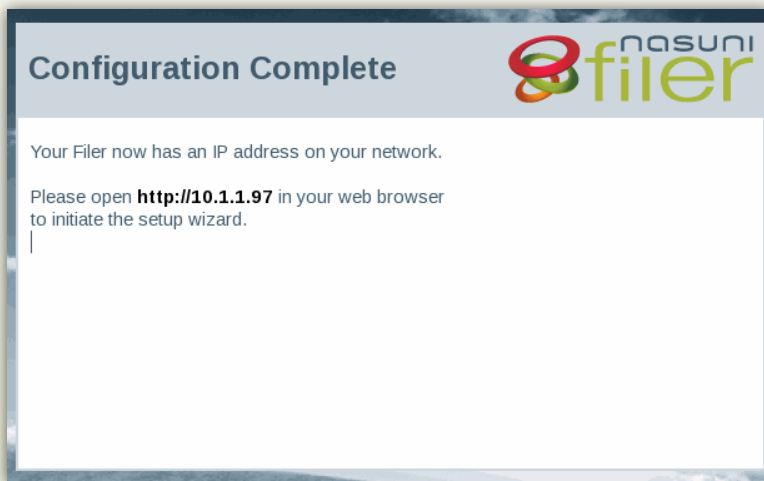 Configuration Complete
nasuni
filer
Your Filer now has an IP address on your network.
Please open http://10.1.1.97 in your web browser
to initiate the setup wizard.